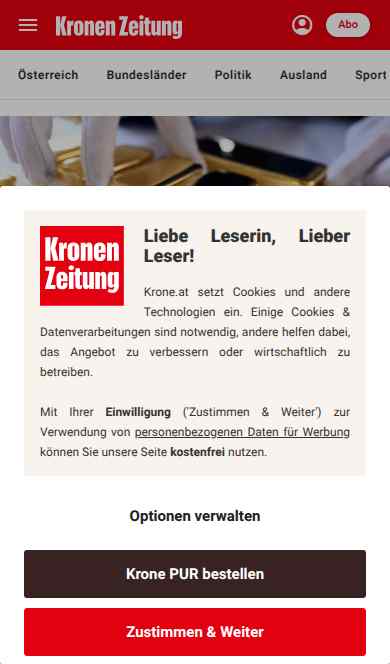 Kronen Zeitung
Abo
Österreich Bundesländer Politik Ausland Sport
Kronen
Zeitung
Liebe Leserin, Lieber
Leser!
Krone.at setzt Cookies und andere
Technologien ein. Einige Cookies &
Datenverarbeitungen sind notwendig, andere helfen dabei,
das Angebot zu verbessern oder wirtschaftlich zu
betreiben.
Mit Ihrer Einwilligung ('Zustimmen & Weiter') zur
Verwendung von personenbezogenen Daten für Werbung
können Sie unsere Seite kostenfrei nutzen.
Optionen verwalten
Krone PUR bestellen
Zustimmen & Weiter